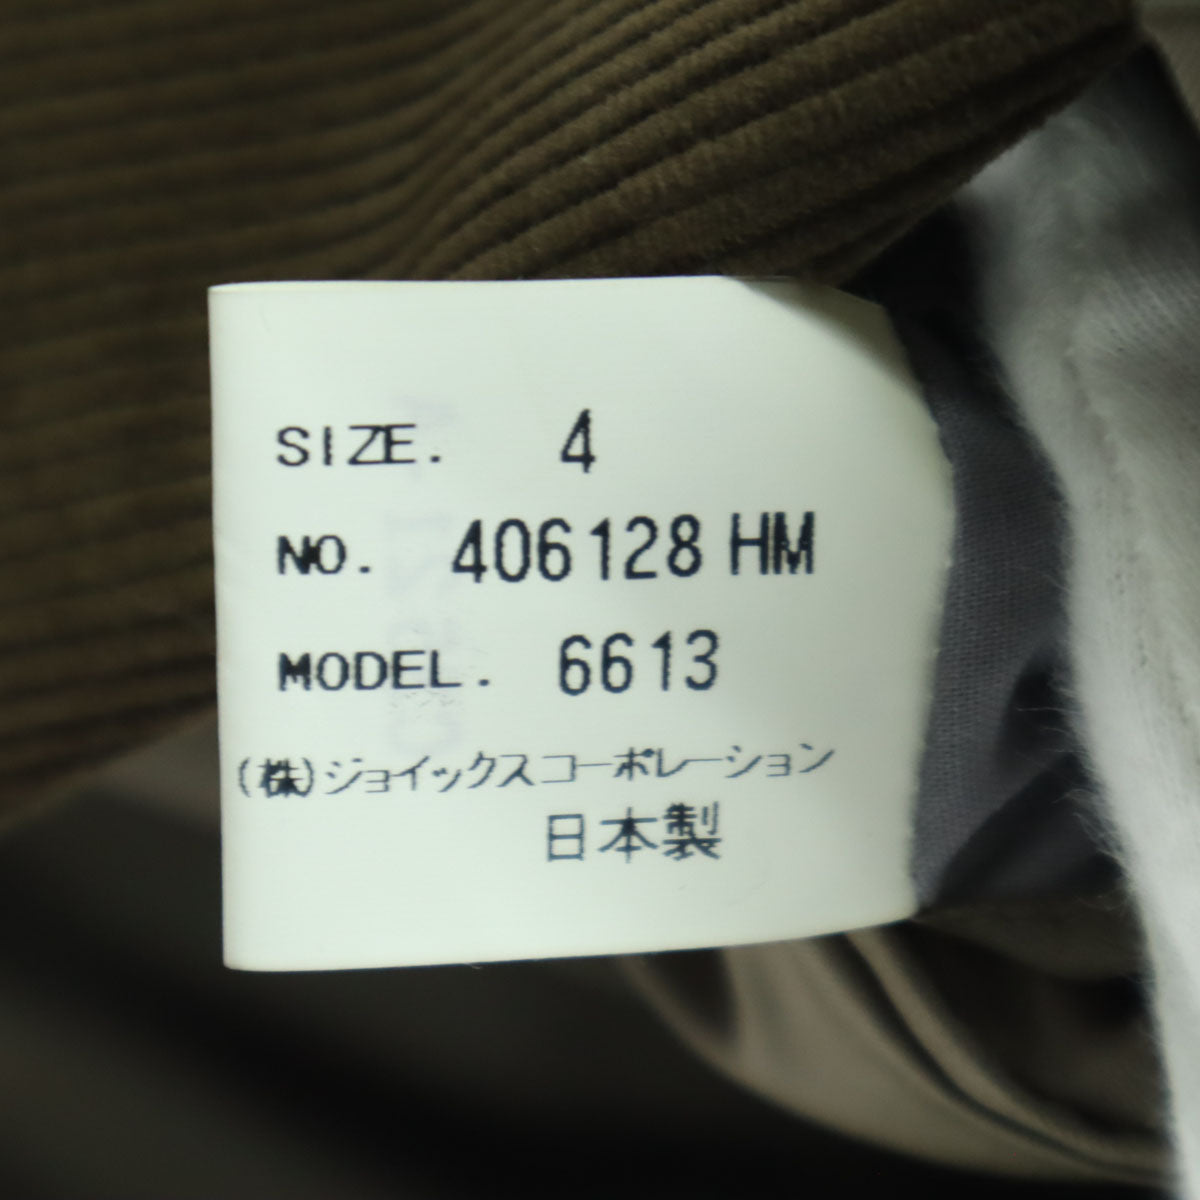 SIZE. 4
NO. 406128 HM
MODEL. 6613
(株)ジョイックスコーポレーション
日本製